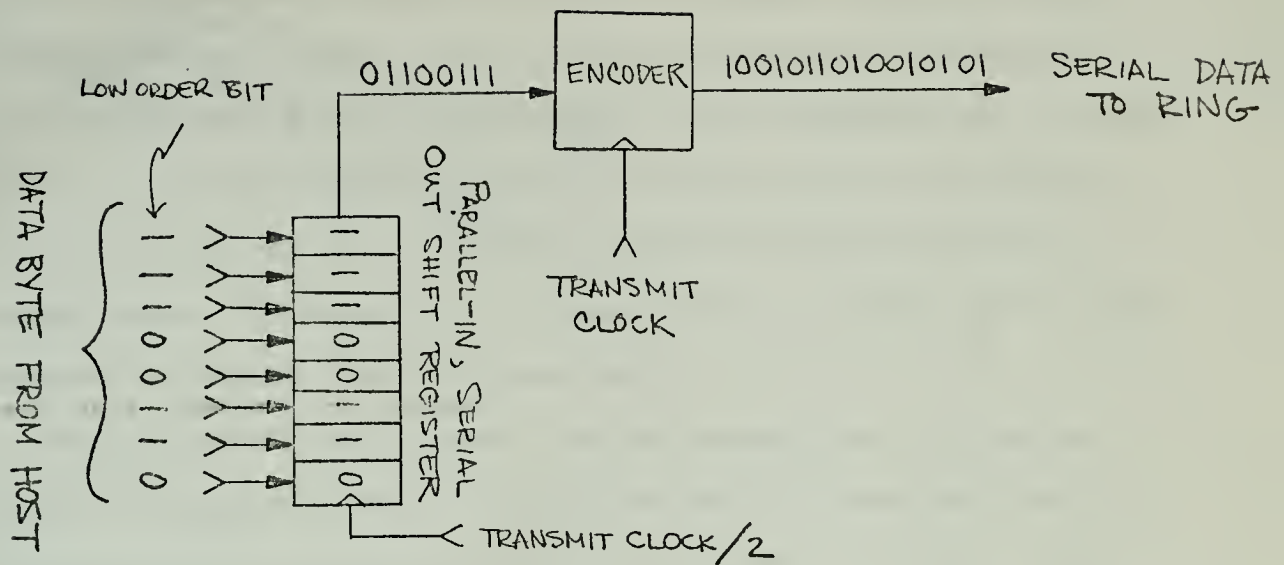 01100111
ENCODER
1001011010010101
SERIAL DATA
TO RING
LOW ORDER BIT
DATA BYTE FROM HOST
1
1
1
0
0
1
1
0
1
1
1
0
0
1
1
0
PARALLEL-IN, SERIAL
OUT SHIFT REGISTER
TRANSMIT
CLOCK
TRANSMIT CLOCK/2